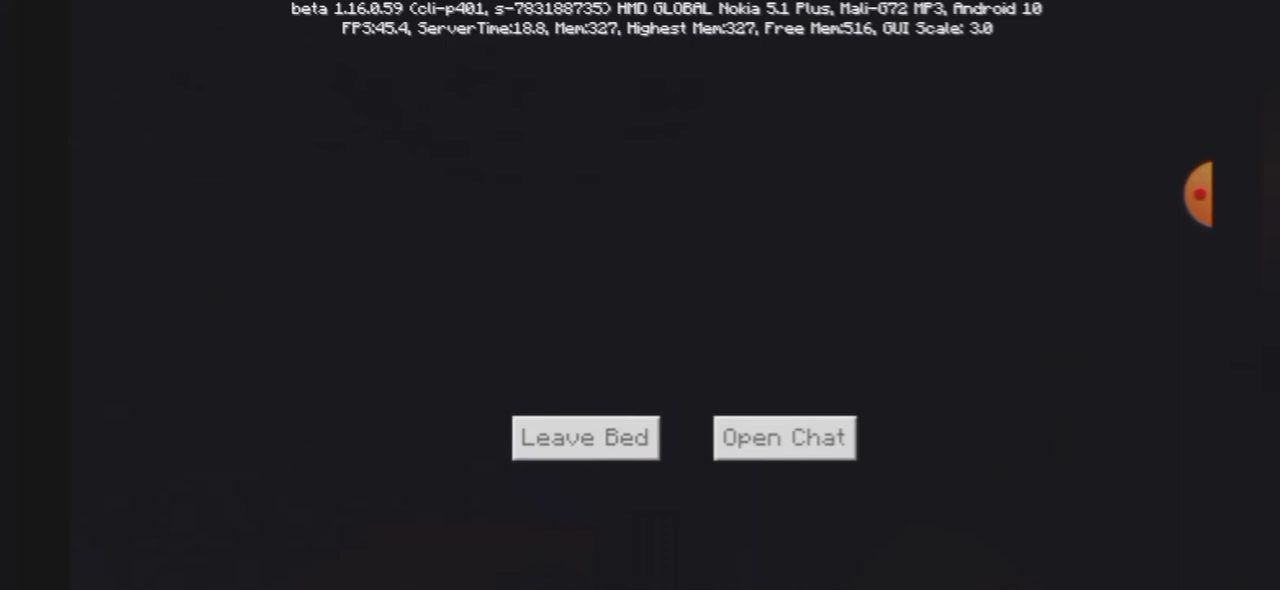 beta 1.16.0.59 (cli-p401, s-783188735) HMD GLOBAL Nokia 5.1 Plus, Mali-G72 MP3, Android 10
FPS:45.4, ServerTime:18.8, Mem:327, Highest Mem:327, Free Mem:516, GUI Scale: 3.0
Leave Bed
Open Chat